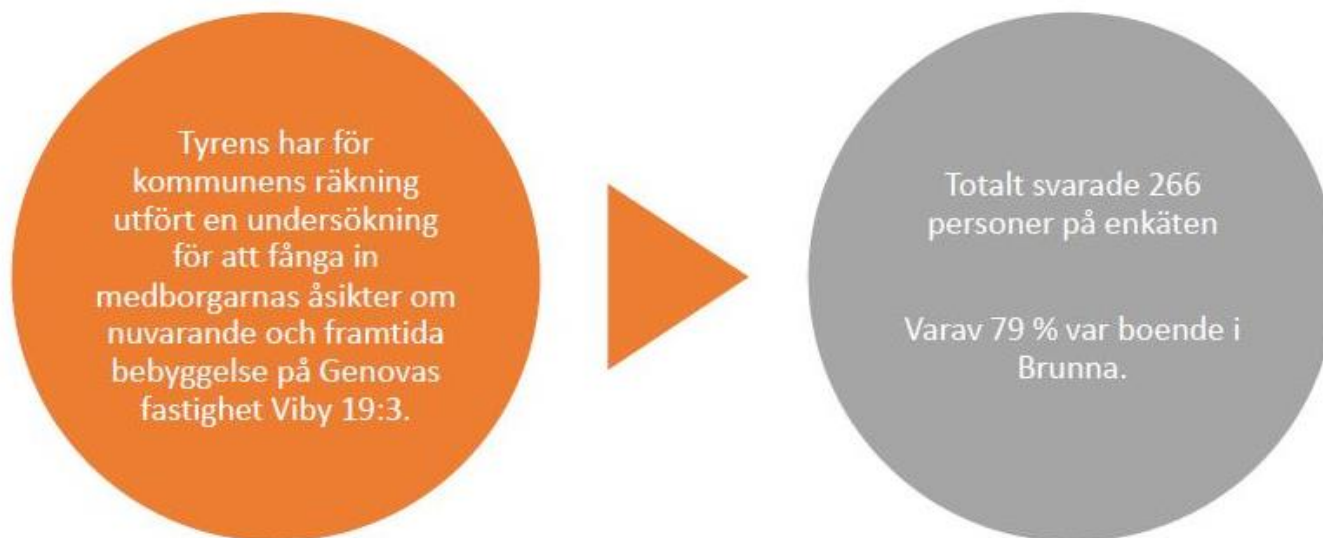 Tyrens har för
kommunens räkning
utfört en undersökning
för att fånga in
medborgarnas åsikter om
nuvarande och framtida
bebyggelse på Genovas
fastighet Viby 19:3.
Totalt svarade 266
personer på enkäten
Varav 79 % var boende i
Brunna.